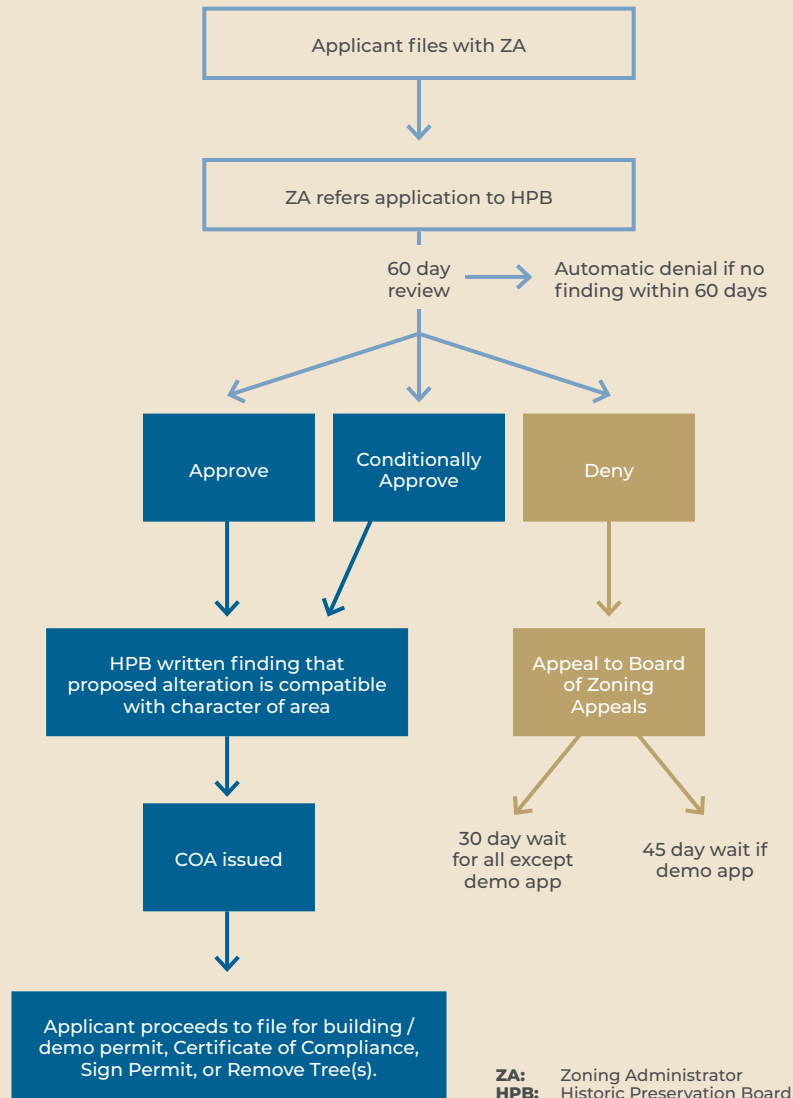 Applicant files with ZA
ZA refers application to HPB
60 day
review
Automatic denial if no
finding within 60 days
Approve
Conditionally
Approve
Deny
HPB written finding that
proposed alteration is compatible
with character of area
Appeal to Board
of Zoning
Appeals
COA issued
30 day wait
for all except
demo app
45 day wait if
demo app
Applicant proceeds to file for building /
demo permit, Certificate of Compliance,
Sign Permit, or Remove Tree(s).
ZA: Zoning Administrator
HPB: Historic Preservation Board